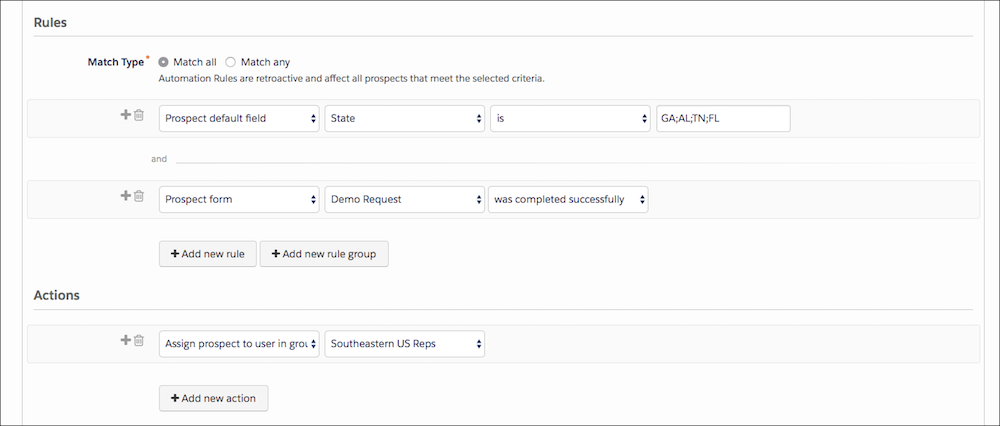 Rules
Match Type* Match all Match any
Automation Rules are retroactive and affect all prospects that meet the selected criteria.
Prospect default field State is GA;AL;TN;FL
and
Prospect form Demo Request was completed successfully
+ Add new rule + Add new rule group
Actions
Assign prospect to user in grou Southeastern US Reps
+ Add new action